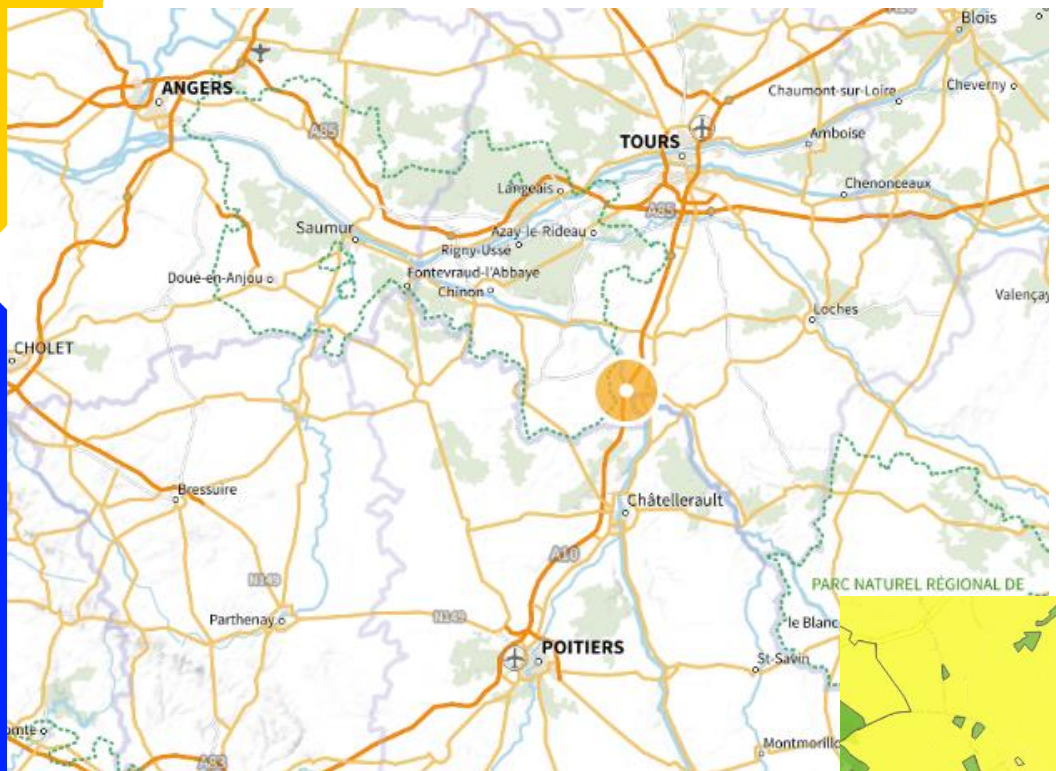 A10
Blois
ANGERS
Chaumont-sur-Loire
Cheverny
A85
TOURS
Amboise
Langeais
Chenonceaux
A85
Saumur
Azay-le-Rideau
Rigny-Ussé
Doué-en-Anjou
Fontevraud-l'Abbaye
Chinon
Valençay
Loches
CHOLET
Bressuire
Châtellerault
A10
N149
PARC NATUREL RÉGIONAL DE
Parthenay
N149
le Blanc
POITIERS
St-Savin
omté
Montmorillo
A83